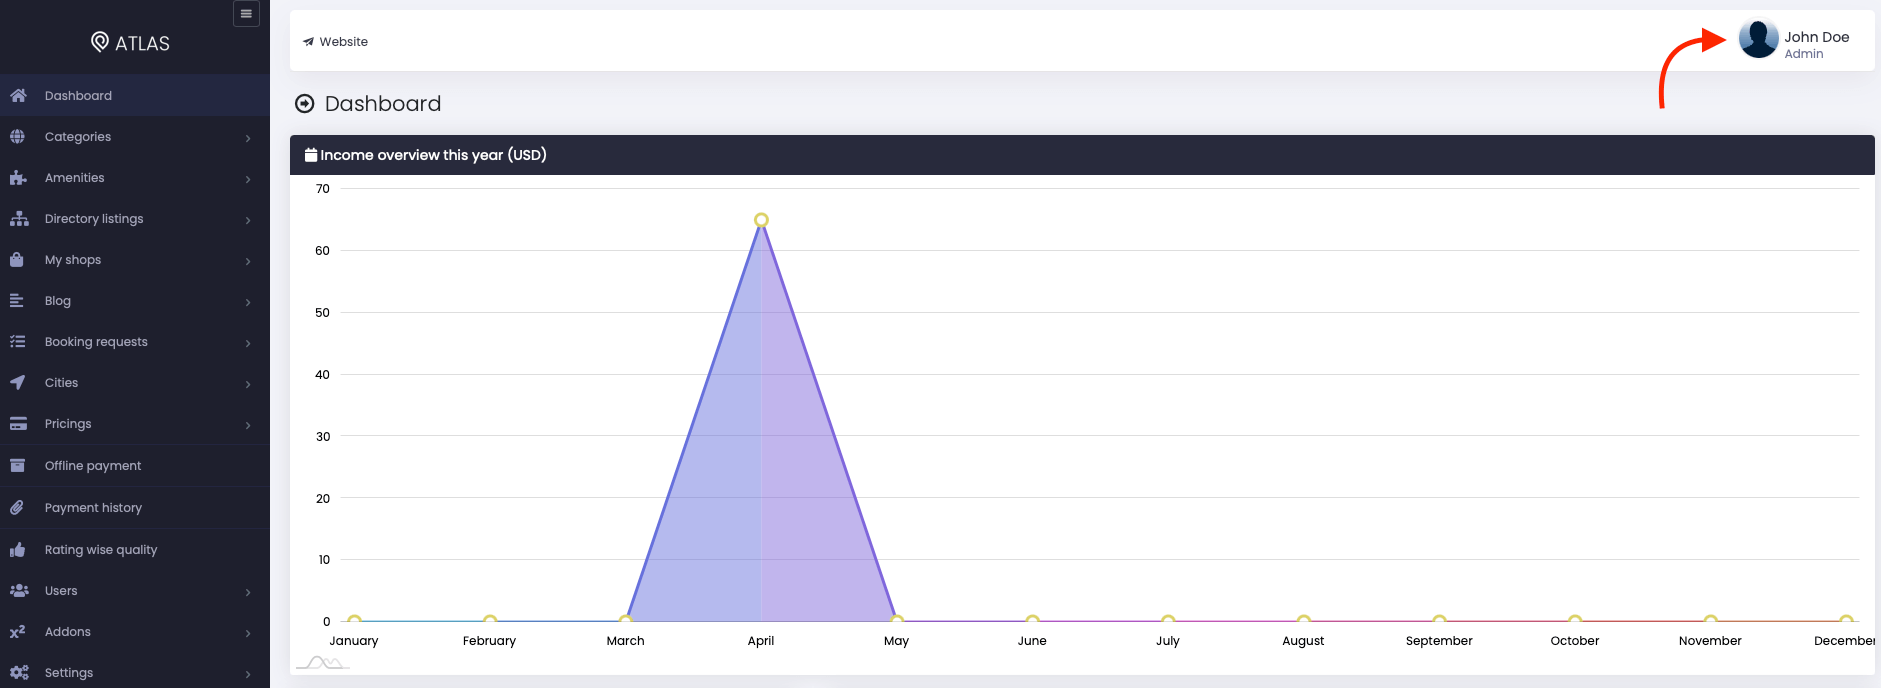 ATLAS
Dashboard
Categories
Amenities
Directory listings
My shops
Blog
Booking requests
Cities
Pricings
Offline payment
Payment history
Rating wise quality
Users
Addons
Settings
Website
John Doe
Admin
Dashboard
Income overview this year (USD)
70
60
50
40
30
20
10
0
January February March April May June July August September October November December